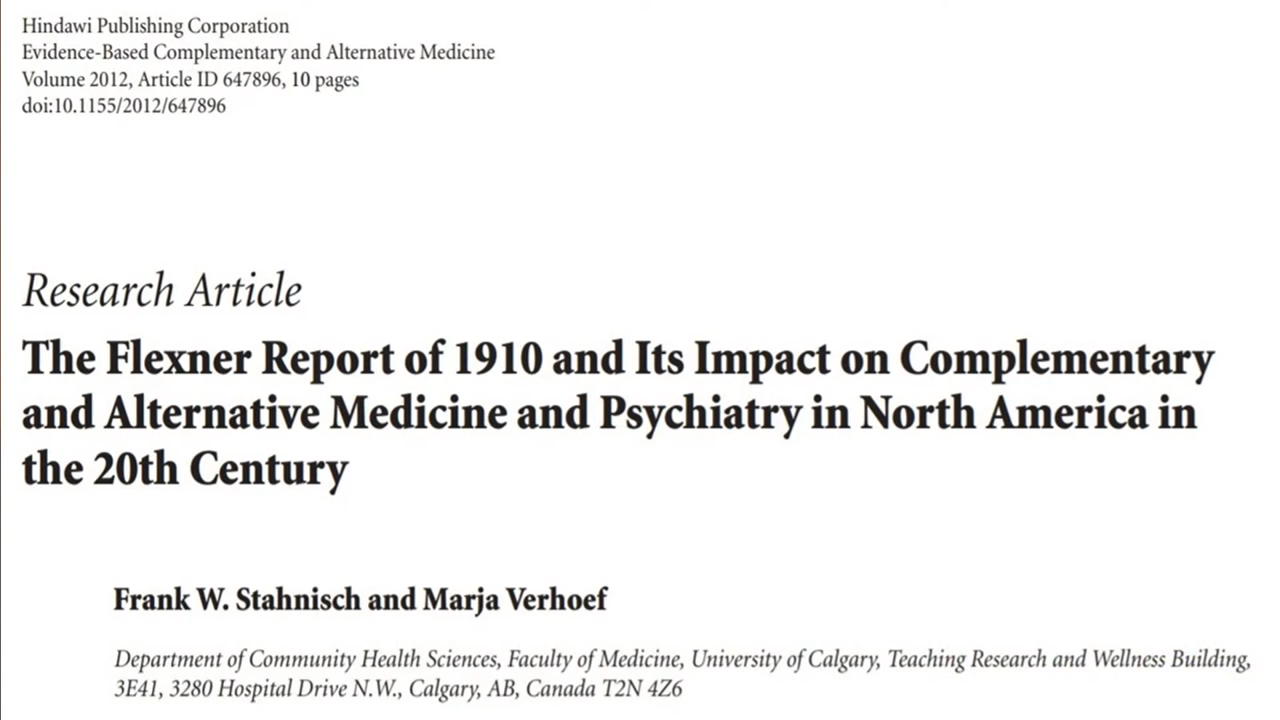 Hindawi Publishing Corporation
Evidence-Based Complementary and Alternative Medicine
Volume 2012, Article ID 647896, 10 pages
doi:10.1155/2012/647896
Research Article
The Flexner Report of 1910 and Its Impact on Complementary
and Alternative Medicine and Psychiatry in North America in
the 20th Century
Frank W. Stahnisch and Marja Verhoef
Department of Community Health Sciences, Faculty of Medicine, University of Calgary, Teaching Research and Wellness Building,
3E41, 3280 Hospital Drive N.W., Calgary, AB, Canada T2N 4Z6